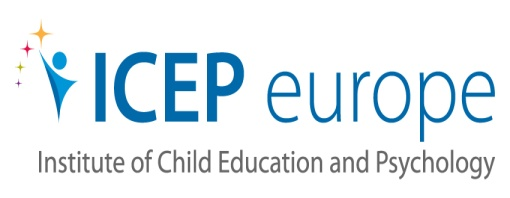 ICEP europe
Institute of Child Education and Psychology